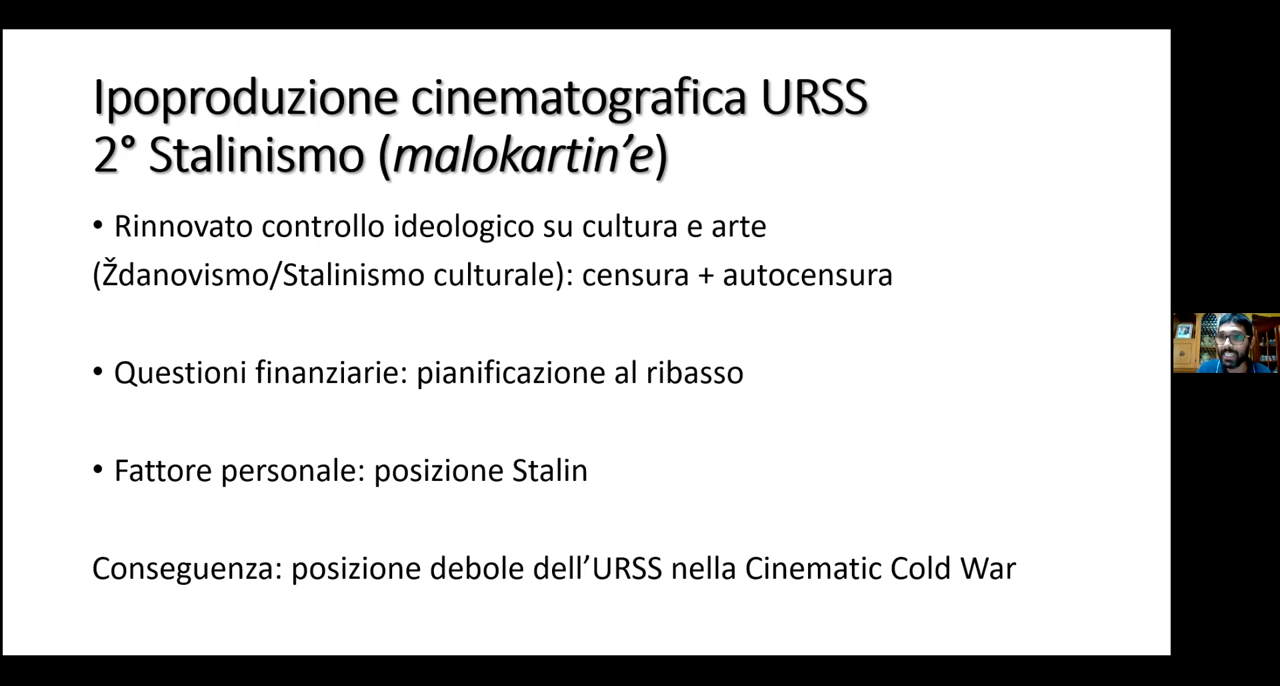 Ipoproduzione cinematografica URSS
2° Stalinismo (malokartin’e)
• Rinnovato controllo ideologico su cultura e arte
(Ždanovismo/Stalinismo culturale): censura + autocensura
• Questioni finanziarie: pianificazione al ribasso
• Fattore personale: posizione Stalin
Conseguenza: posizione debole dell’URSS nella Cinematic Cold War